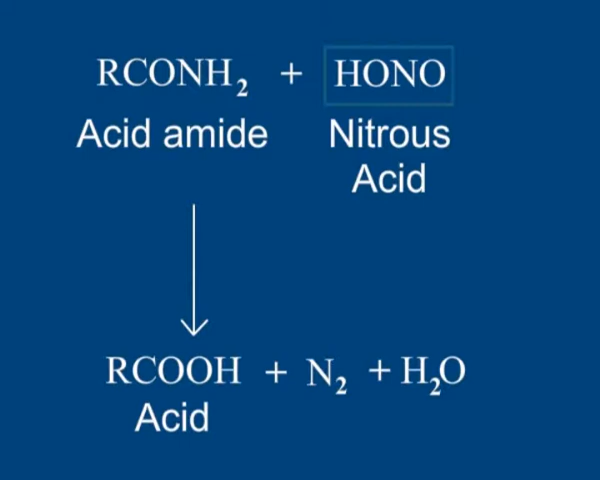 RCONH₂ + HONO
Acid amide Nitrous
Acid
RCOOH + N₂ + H₂O
Acid